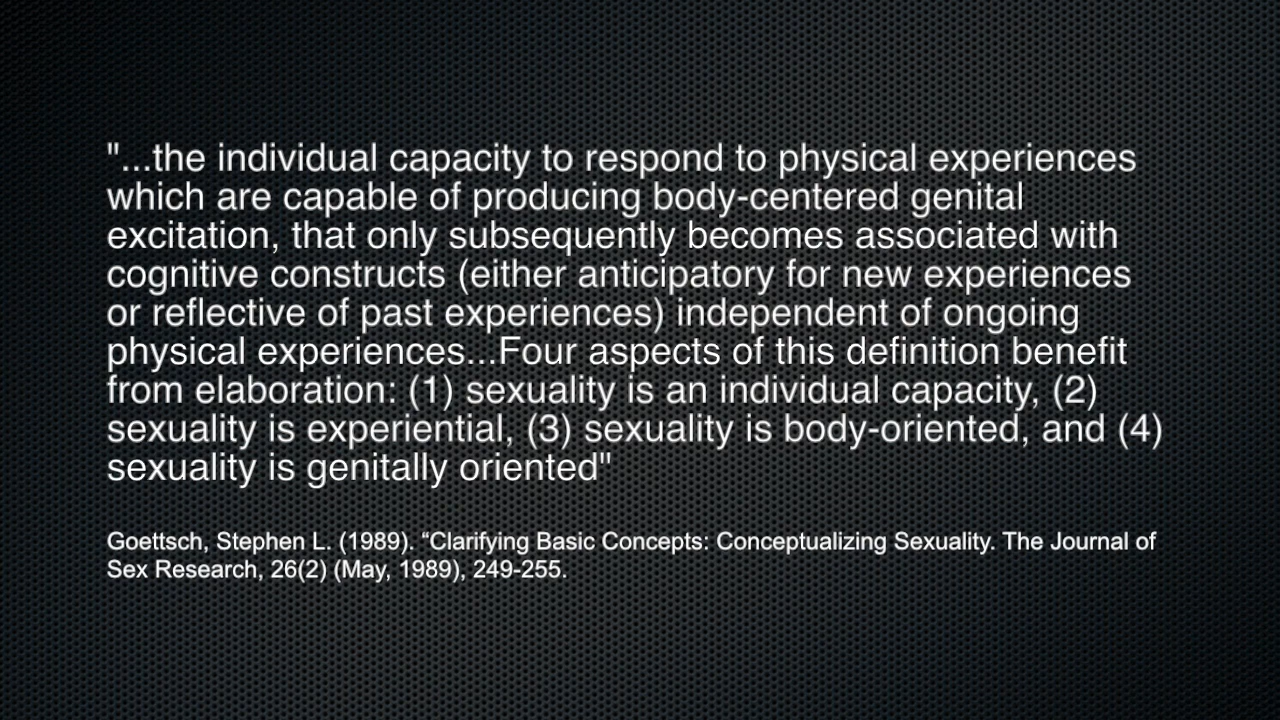 "...the individual capacity to respond to physical experiences
which are capable of producing body-centered genital
excitation, that only subsequently becomes associated with
cognitive constructs (either anticipatory for new experiences
or reflective of past experiences) independent of ongoing
physical experiences...Four aspects of this definition benefit
from elaboration: (1) sexuality is an individual capacity, (2)
sexuality is experiential, (3) sexuality is body-oriented, and (4)
sexuality is genitally oriented"
Goettsch, Stephen L. (1989). “Clarifying Basic Concepts: Conceptualizing Sexuality. The Journal of
Sex Research, 26(2) (May, 1989), 249-255.